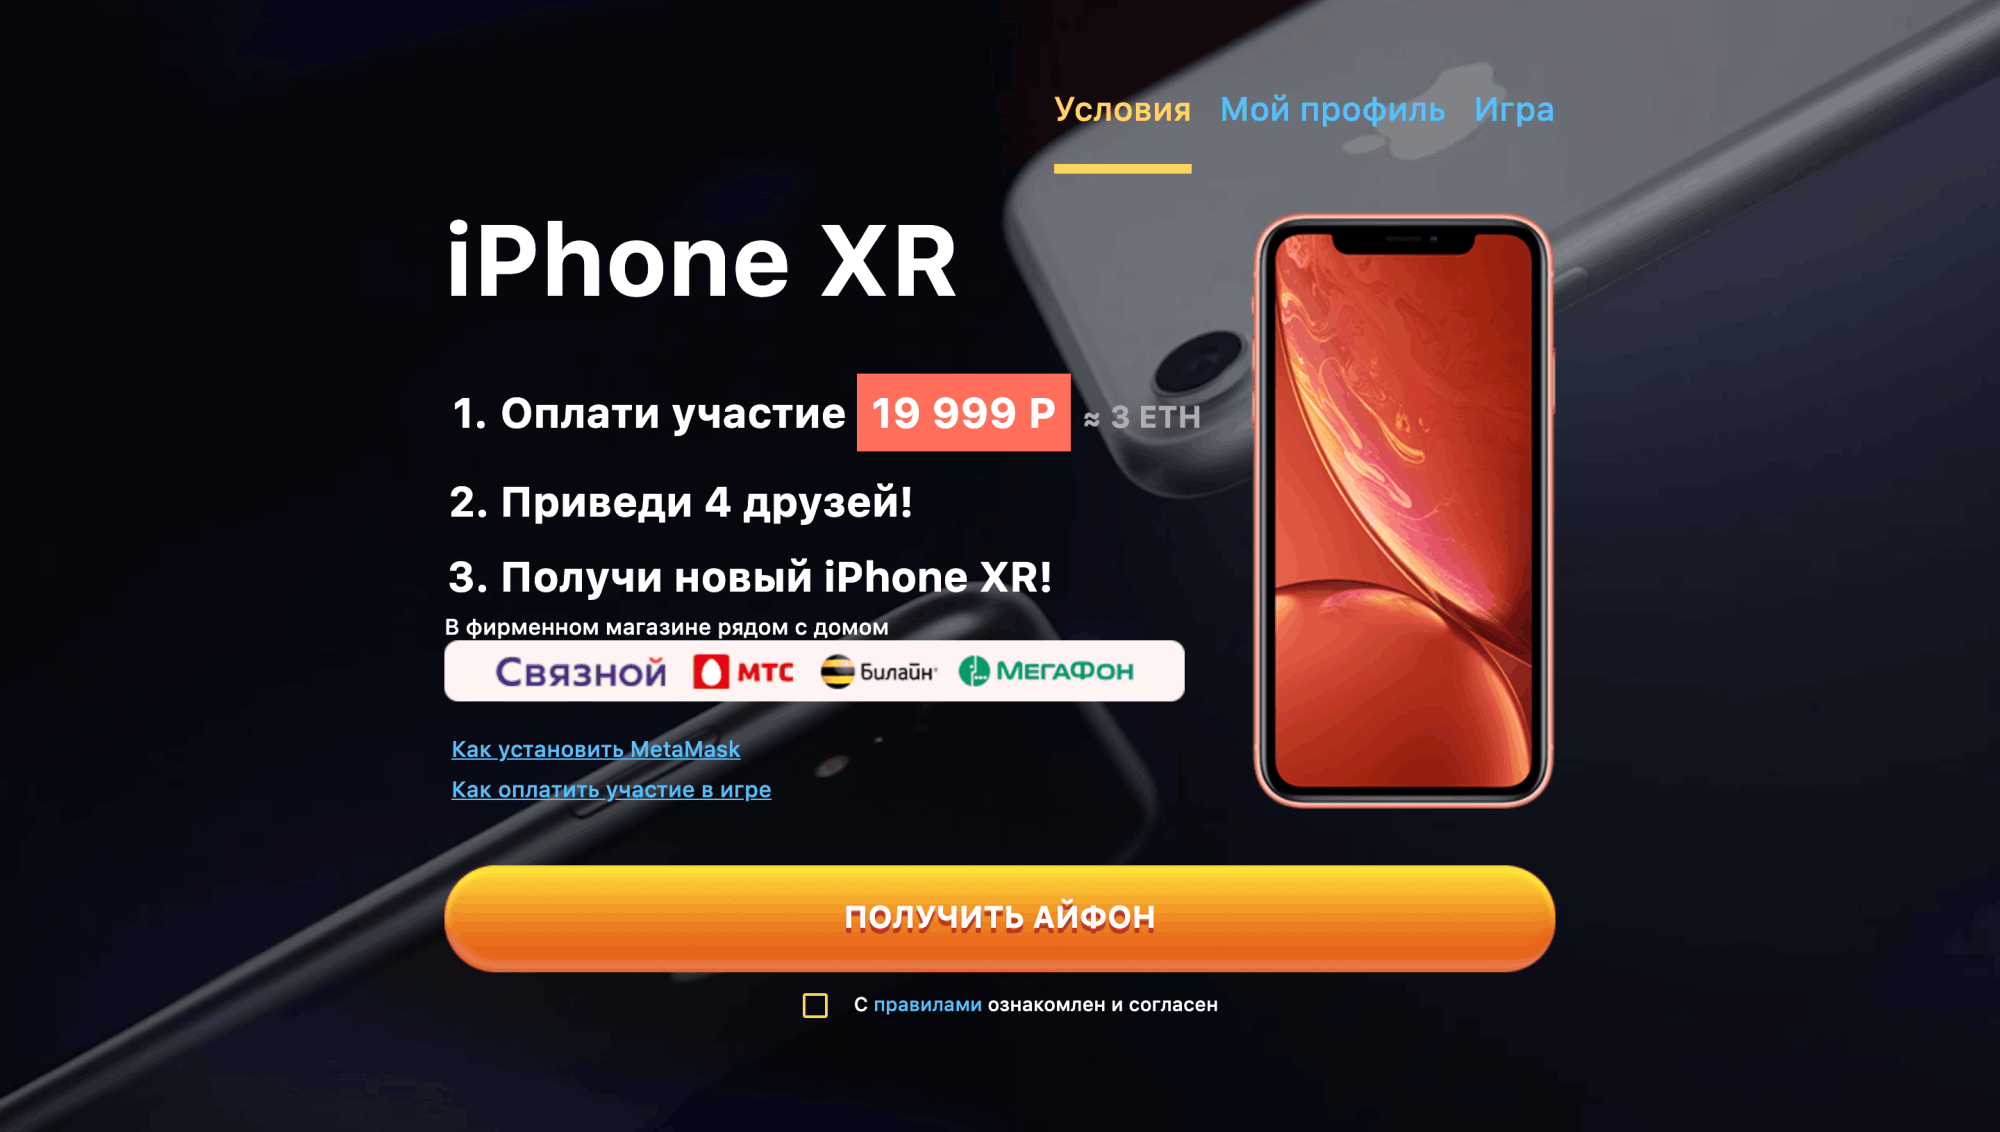 Условия Мой профиль Игра
iPhone XR
1. Оплати участие 19 999 Р ≈ 3 ETH
2. Приведи 4 друзей!
3. Получи новый iPhone XR!
В фирменном магазине рядом с домом
Связной МТС Билайн® МегаФон
Как установить MetaMask
Как оплатить участие в игре
ПОЛУЧИТЬ АЙФОН
С правилами ознакомлен и согласен